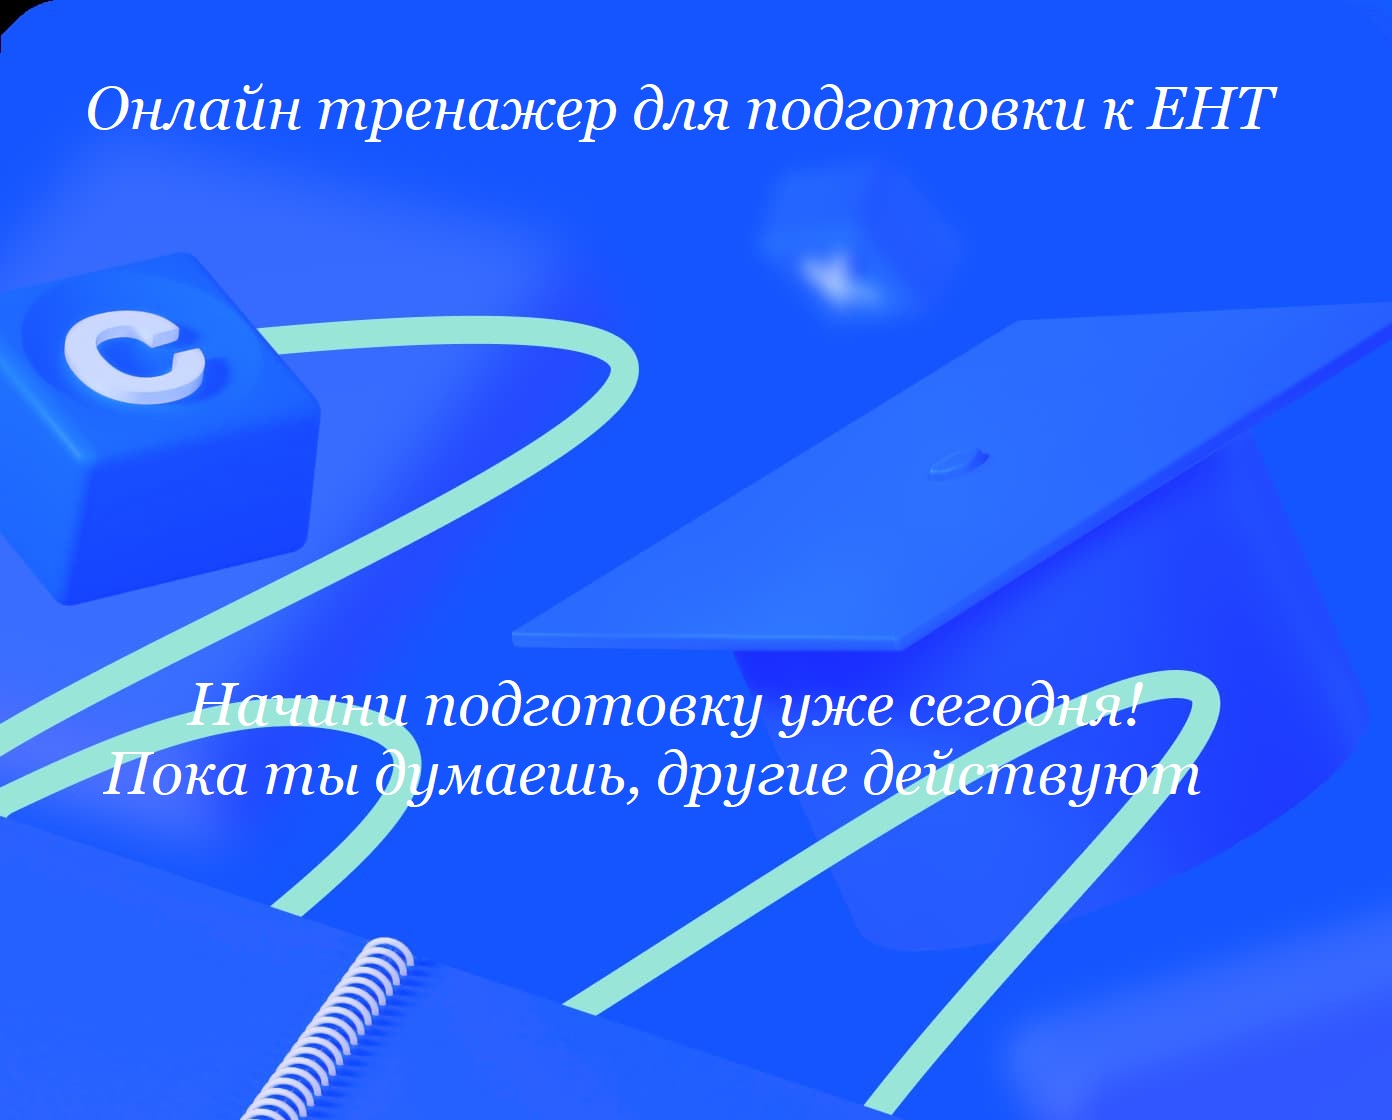 Онлайн тренажер для подготовки к ЕНТ
С
Начини подготовку уже сегодня!
Пока ты думаешь, другие действуют